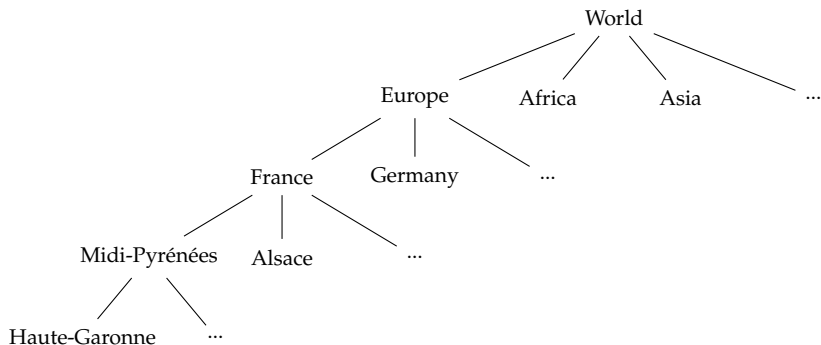 World
Europe Africa Asia ...
France Germany ...
Midi-Pyrénées Alsace ...
Haute-Garonne ...